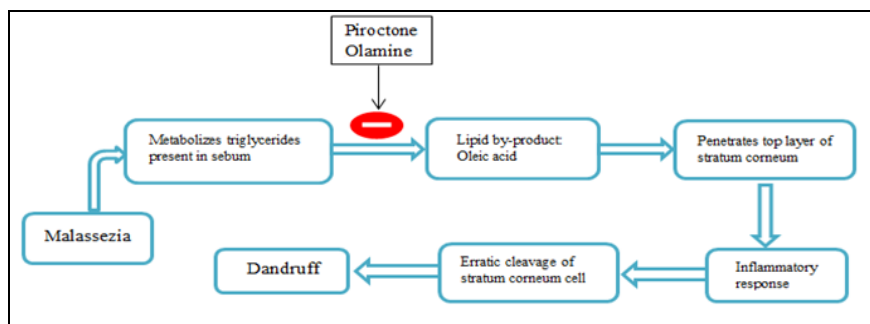 Piroctone
Olamine
Metabolizes triglycerides
present in sebum
Lipid by-product:
Oleic acid
Penetrates top layer of
stratum corneum
Malassezia
Dandruff
Erratic cleavage of
stratum corneum cell
Inflammatory
response